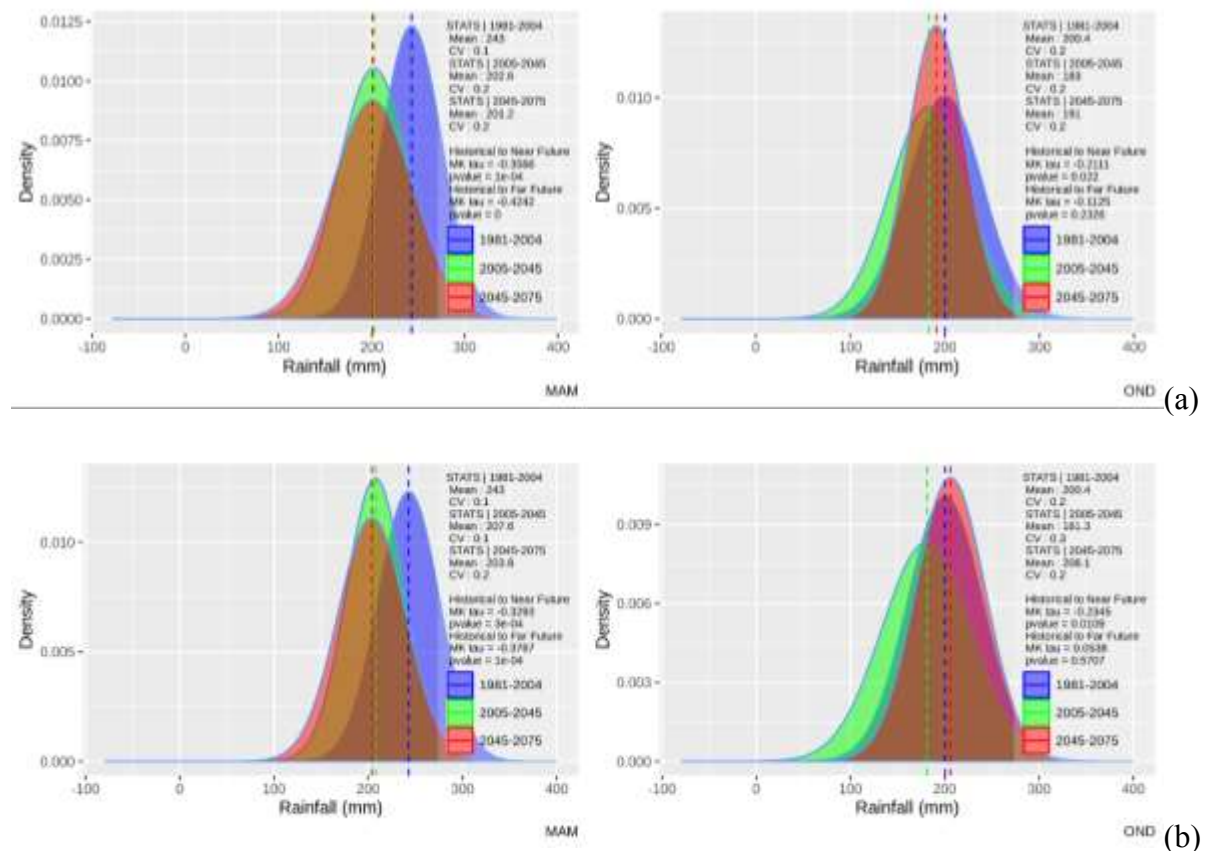 STATS | 1981-2004
Mean : 243
CV : 0.1
STATS | 2005-2045
Mean : 202.6
CV : 0.2
STATS | 2045-2075
Mean : 201.2
CV : 0.2
Historical to Near Future
MK tau =
pvalue = 1e-04
Historical to Far Future
MK tau = -0.4242
pvalue = 0
1981-2004
2005-2045
2045-2075
0.0125
0.0100
0.0075
0.0050
0.0025
0.0000
Density
-100 0 100 200 300 400
Rainfall (mm)
MAM
STATS | 1981-2004
Mean : 200.4
CV : 0.2
STATS | 2005-2045
Mean : 183
CV : 0.2
STATS | 2045-2075
Mean : 191
CV : 0.2
Historical to Near Future
MK tau = -0.2111
pvalue = 0.022
Historical to Far Future
MK tau = -0.1125
pvalue = 0.2326
1981-2004
2005-2045
2045-2075
0.010
0.005
0.000
Density
-100 0 100 200 300 400
Rainfall (mm)
OND
(a)
STATS | 1981-2004
Mean : 243
CV : 0.1
STATS | 2005-2045
Mean : 207.6
CV : 0.1
STATS | 2045-2075
Mean : 203.8
CV : 0.2
Historical to Near Future
MK tau = -0.3293
pvalue = 3e-04
Historical to Far Future
MK tau = -0.3787
pvalue = 1e-04
1981-2004
2005-2045
2045-2075
0.010
0.005
0.000
Density
-100 0 100 200 300 400
Rainfall (mm)
MAM
STATS | 1981-2004
Mean : 200.4
CV : 0.2
STATS | 2005-2045
Mean : 181.3
CV : 0.3
STATS | 2045-2075
Mean : 206.1
CV : 0.2
Historical to Near Future
MK tau = -0.2345
pvalue = 0.0109
Historical to Far Future
MK tau = 0.0538
pvalue = 0.5707
1981-2004
2005-2045
2045-2075
0.009
0.006
0.003
0.000
Density
-100 0 100 200 300 400
Rainfall (mm)
OND
(b)